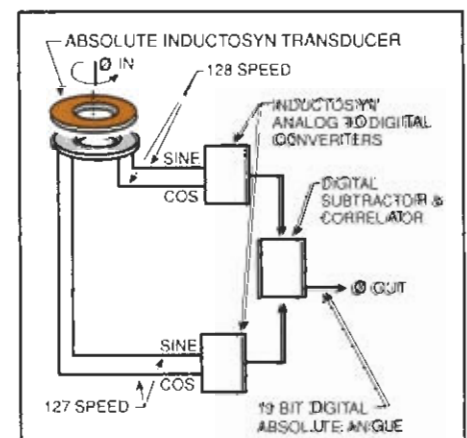 ABSOLUTE INDUCTOSYN TRANSDUCER
Ø IN
128 SPEED
INDUCTOSYN
ANALOG TO DIGITAL
CONVERTERS
SINE
COS
DIGITAL
SUBTRACTOR &
CORRELATOR
Ø OUT
SINE
COS
127 SPEED
19 BIT DIGITAL
ABSOLUTE ANGUE